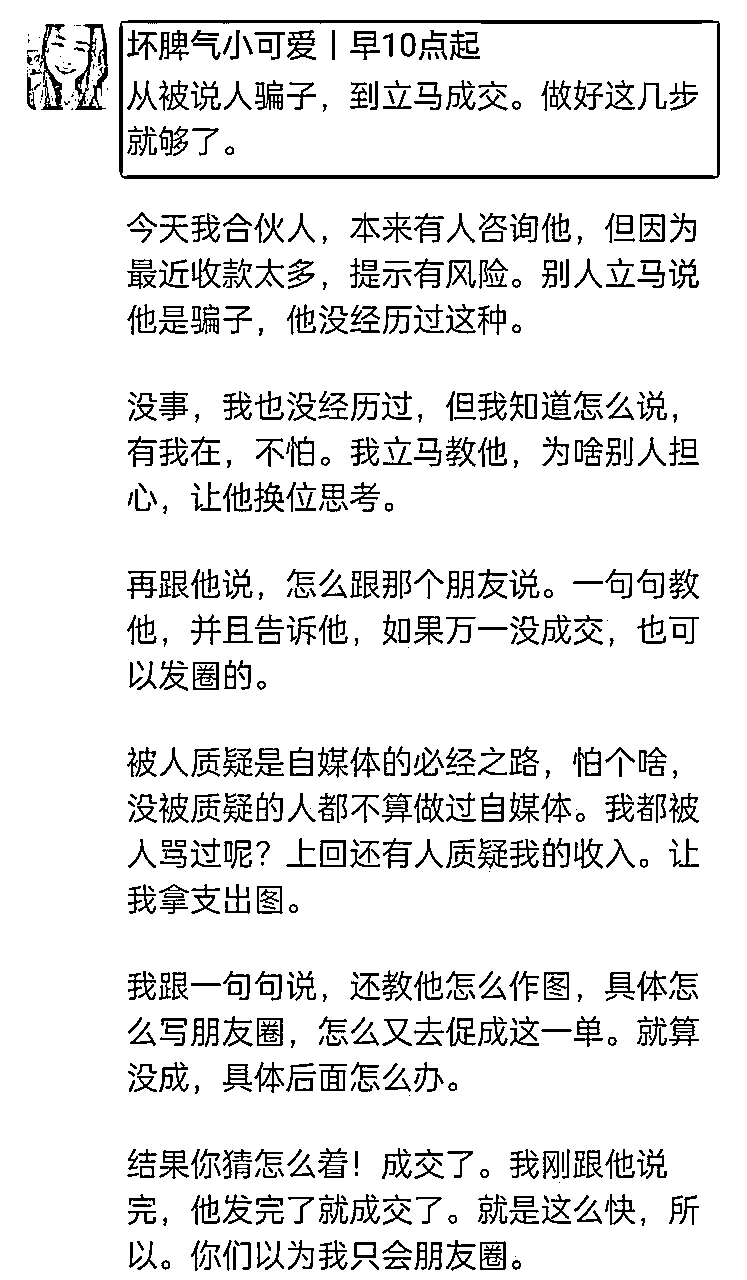 坏脾气小可爱丨早10点起
从被说人骗子，到立马成交。做好这几步
就够了。
今天我合伙人，本来有人咨询他，但因为
最近收款太多，提示有风险。别人立马说
他是骗子，他没经历过这种。
没事，我也没经历过，但我知道怎么说，
有我在，不怕。我立马教他，为啥别人担
心，让他换位思考。
再跟他说，怎么跟那个朋友说。一句句教
他，并且告诉他，如果万一没成交，也可
以发圈的。
被人质疑是自媒体的必经之路，怕个啥，
没被质疑的人都不算做过自媒体。我都被
人骂过呢？上回还有人质疑我的收入。让
我拿支出图。
我跟一句句说，还教他怎么作图，具体怎
么写朋友圈，怎么又去促成这一单。就算
没成，具体后面怎么办。
结果你猜怎么着！成交了。我刚跟他说
完，他发完了就成交了。就是这么快，所
以。你们以为我只会朋友圈。